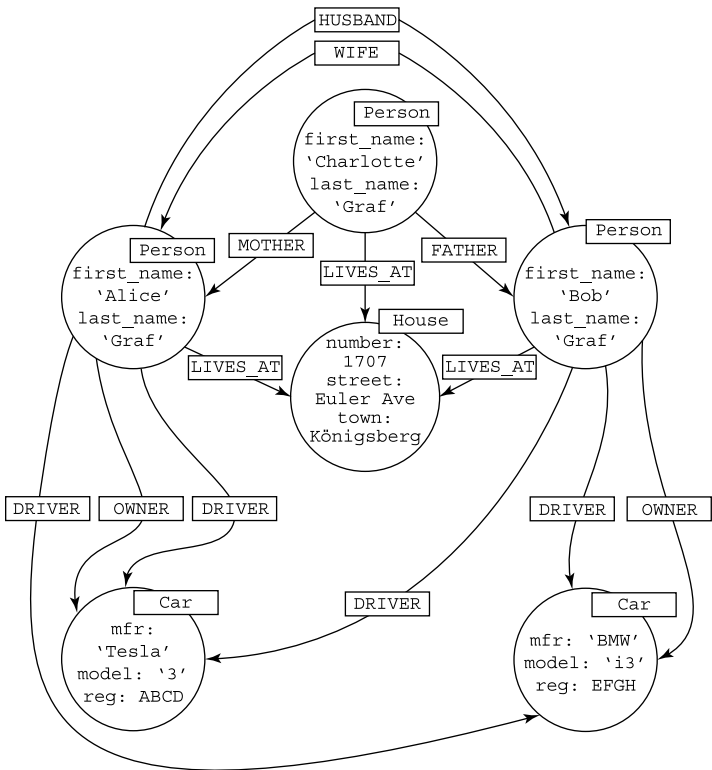 HUSBAND
WIFE
Person
first_name:
‘Charlotte’
last_name:
‘Graf’
Person
first_name:
‘Alice’
last_name:
‘Graf’
MOTHER
LIVES_AT
FATHER
Person
first_name:
‘Bob’
last_name:
‘Graf’
House
number:
1707
street:
Euler Ave
town:
Königsberg
LIVES_AT
LIVES_AT
DRIVER
OWNER
DRIVER
DRIVER
OWNER
DRIVER
Car
mfr:
‘Tesla’
model: ‘3’
reg: ABCD
Car
mfr: ‘BMW’
model: ‘i3’
reg: EFGH